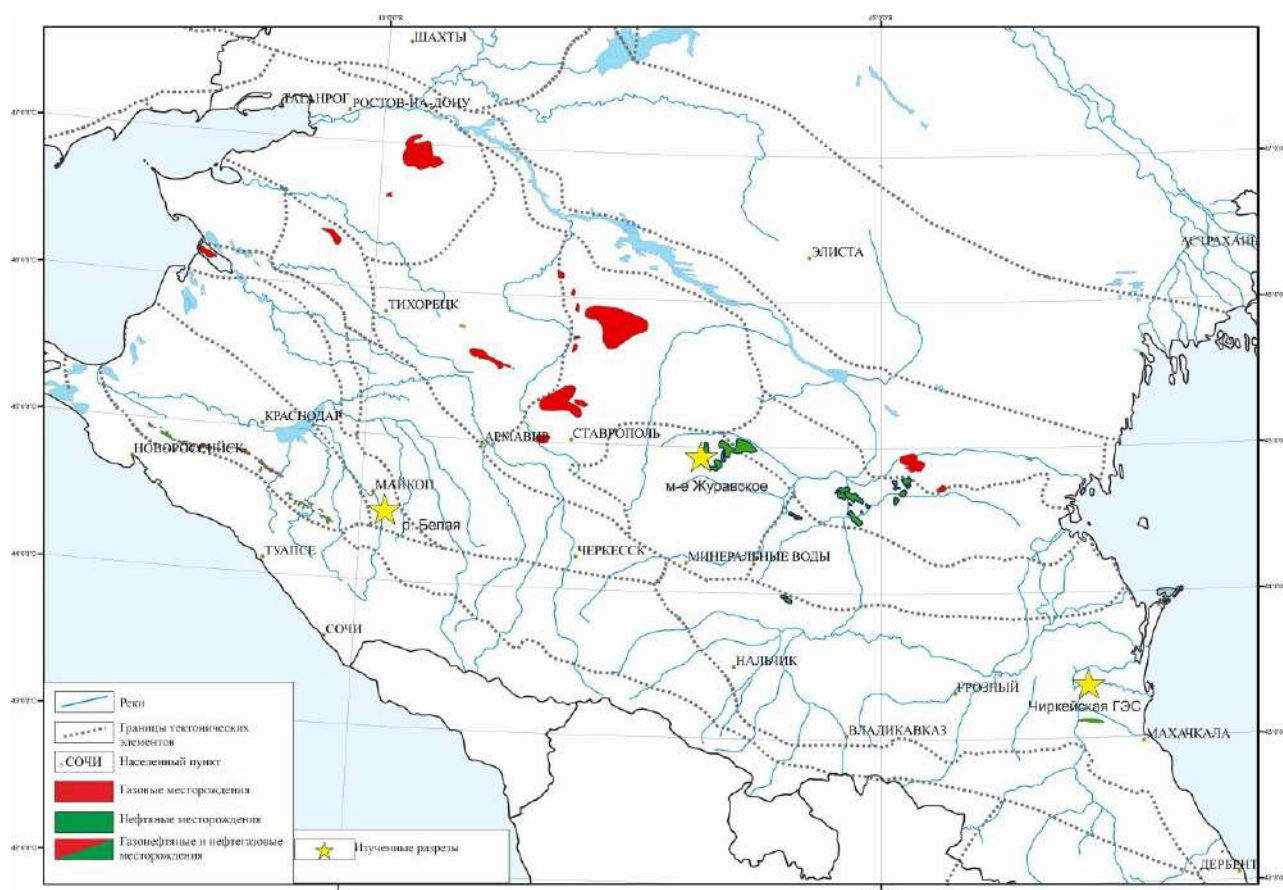 ШАХТЫ
ТАГАНРОГ
РОСТОВ-НА-ДОНУ
ЭЛИСТА
АСТРАХАНЬ
ТИХОРЕЦК
КРАСНОДАР
АРМАВИР
СТАВРОПОЛЬ
НОВОРОССИЙСК
м-е Журавское
МАЙКОП
р. Белая
ТУАПСЕ
ЧЕРКЕССК
МИНЕРАЛЬНЫЕ ВОДЫ
СОЧИ
НАЛЬЧИК
ГРОЗНЫЙ
Чиркейская ГЭС
ВЛАДИКАВКАЗ
МАХАЧКАЛА
ДЕРБЕНТ
Реки
Границы тектонических
элементов
СОЧИ
Населенный пункт
Газовые месторождения
Нефтяные месторождения
Газонефтяные и нефтегазовые
месторождения
Изученные разрезы